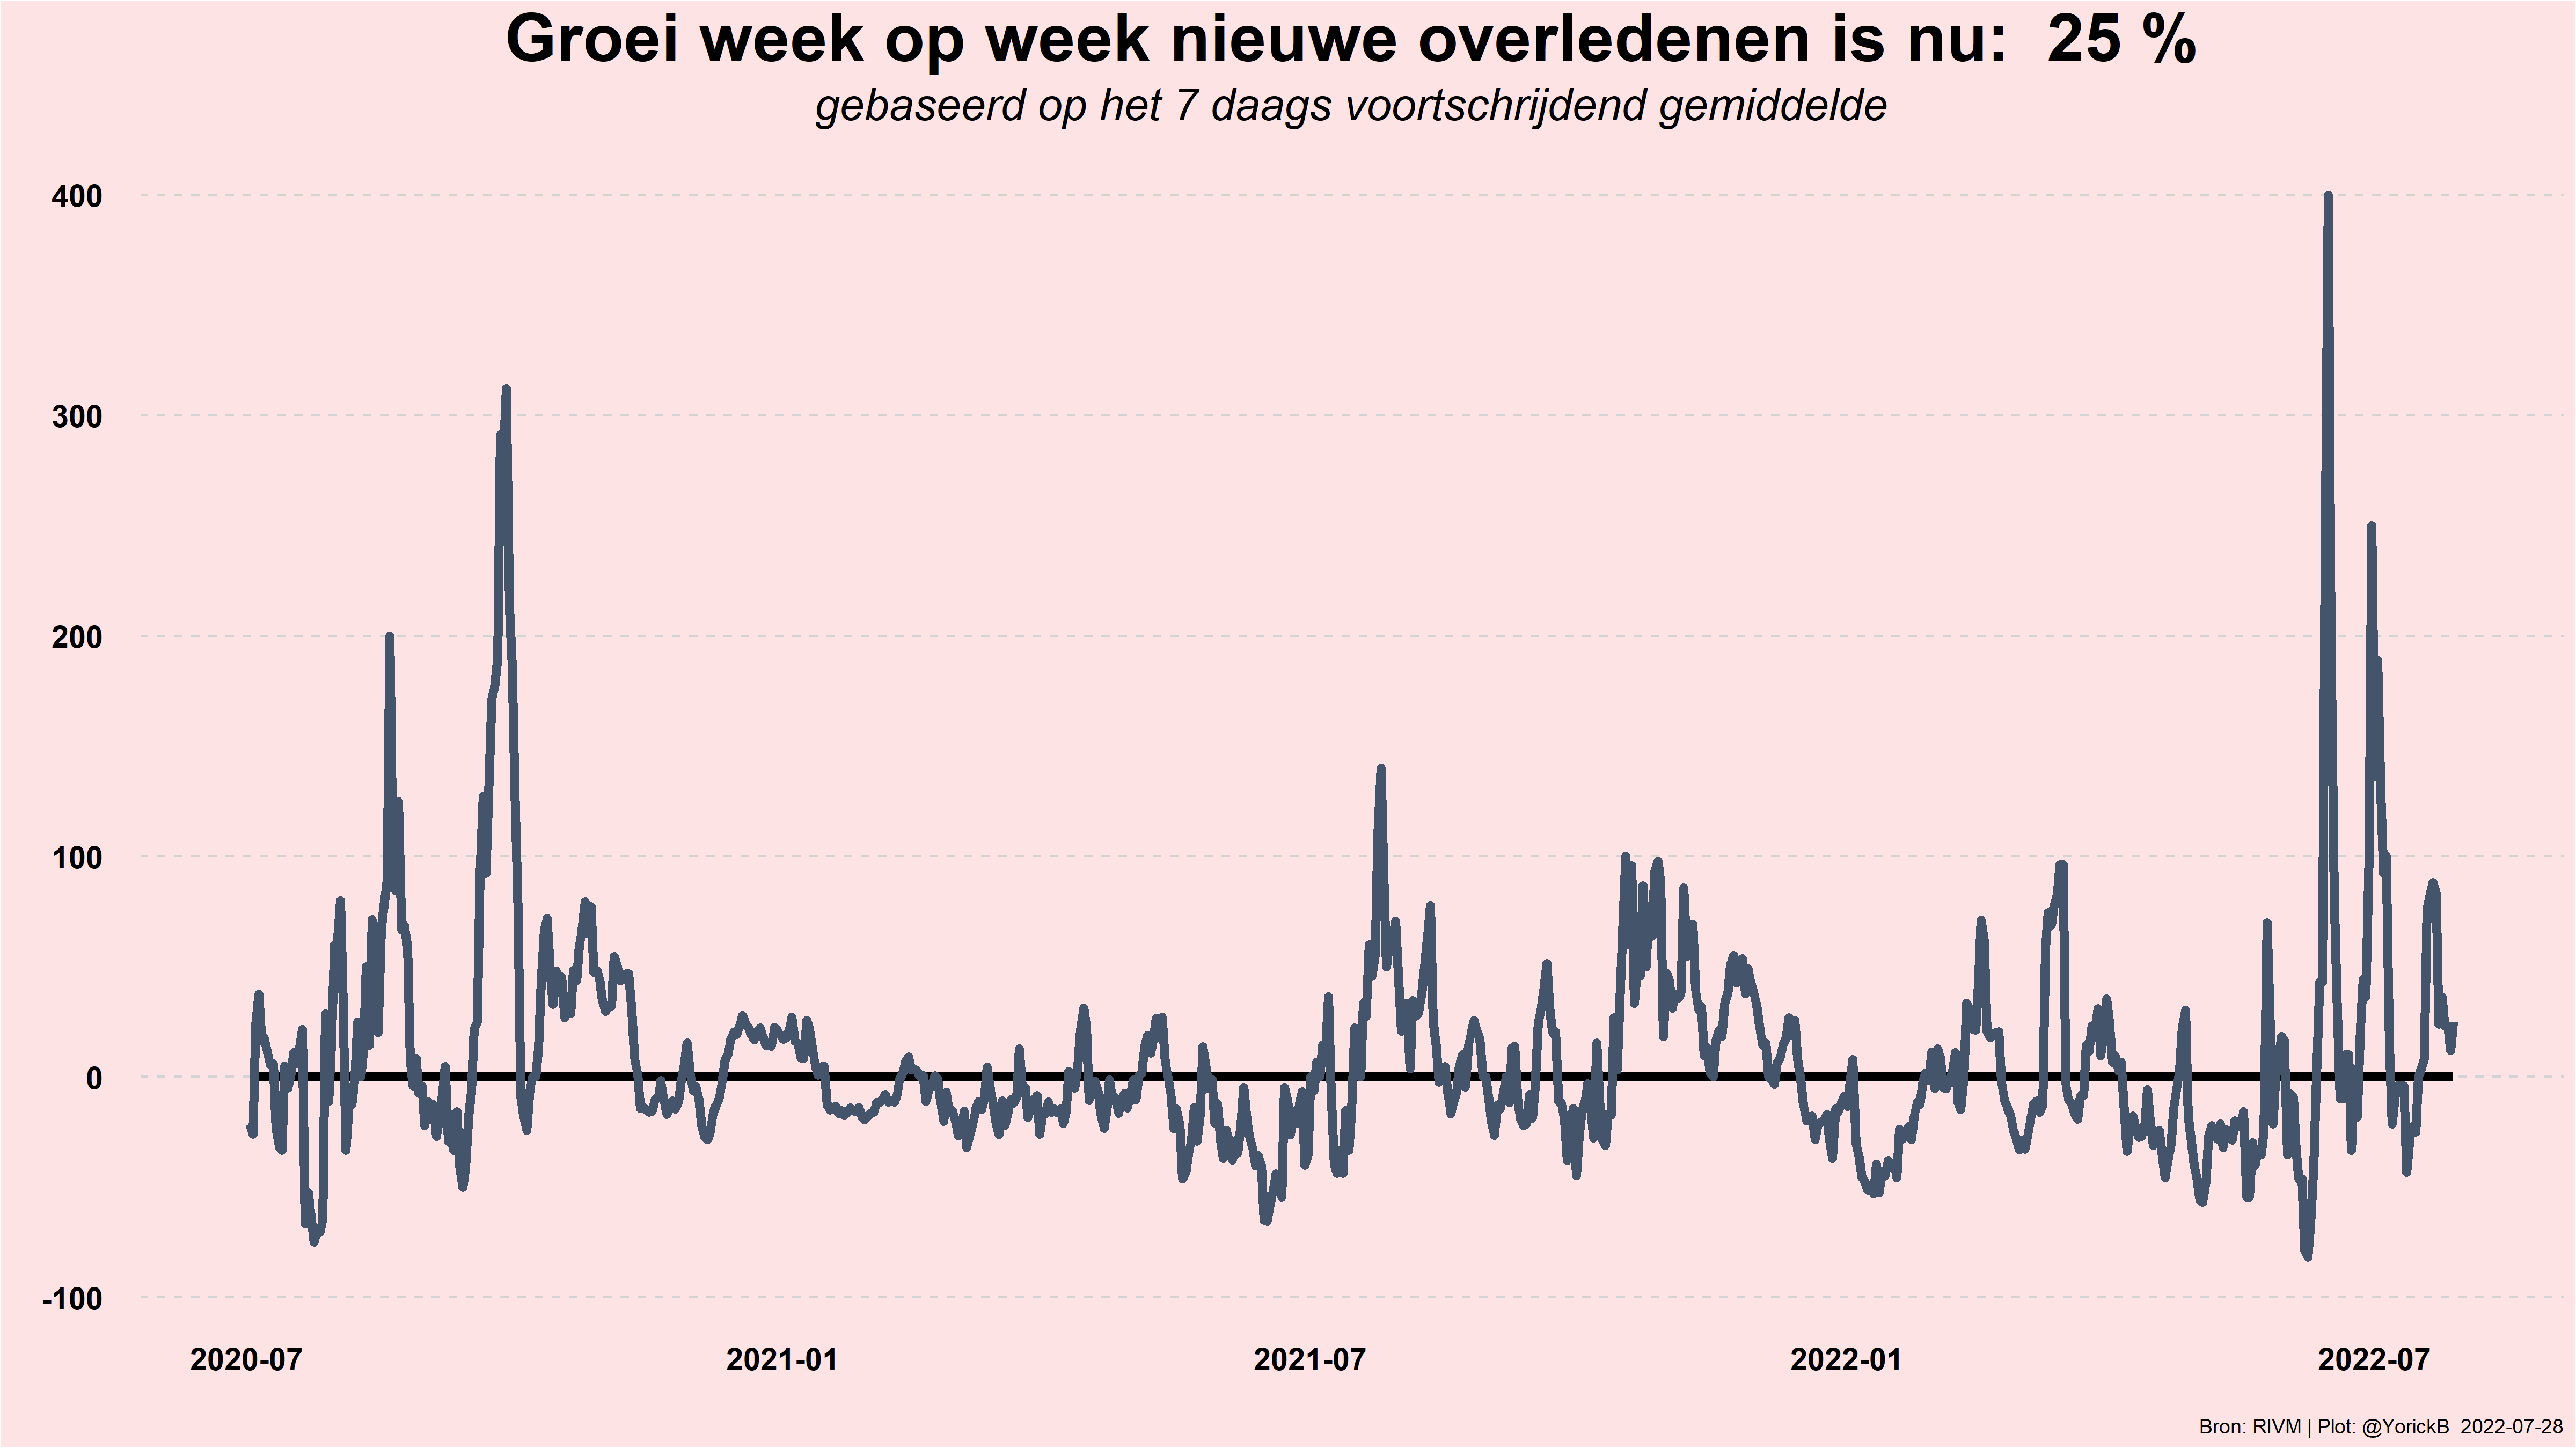 Groei week op week nieuwe overledenen is nu:  25 %
gebaseerd op het 7 daags voortschrijdend gemiddelde
400
300
200
100
0
-100
2020-07 2021-01 2021-07 2022-01 2022-07
Bron: RIVM | Plot: @YorickB  2022-07-28